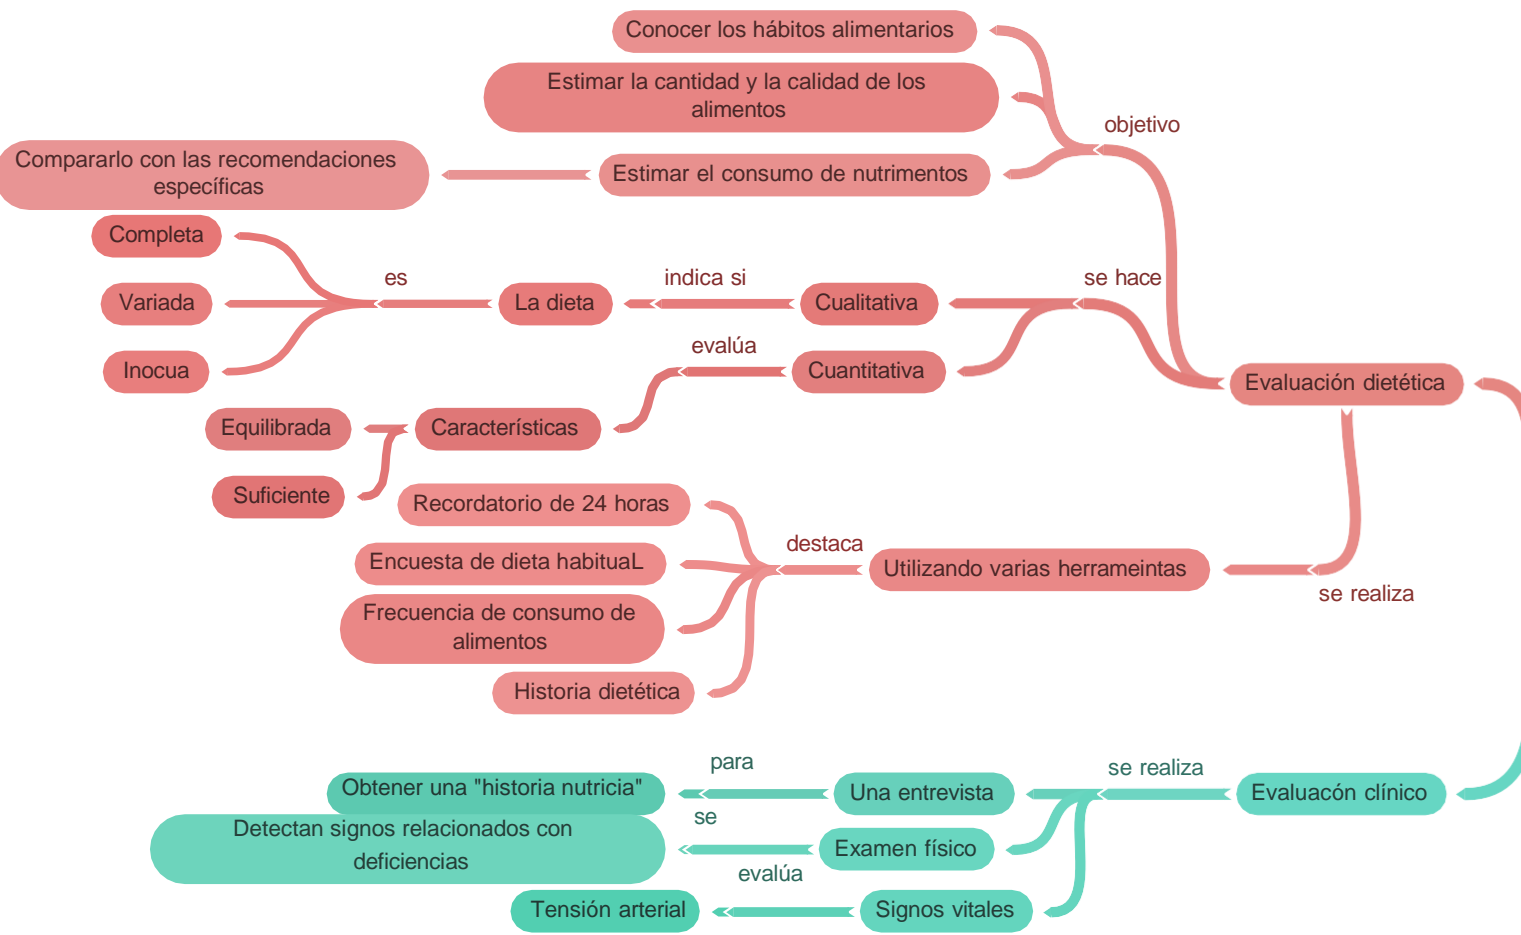 Conocer los hábitos alimentarios
Estimar la cantidad y la calidad de los
alimentos
objetivo
Compararlo con las recomendaciones
específicas
Estimar el consumo de nutrimentos
Completa
Variada
Inocua
es
La dieta
indica si
Cualitativa
se hace
evalúa
Cuantitativa
Evaluación dietética
Equilibrada
Características
Suficiente
Recordatorio de 24 horas
Encuesta de dieta habituaL
Frecuencia de consumo de
alimentos
Historia dietética
destaca
Utilizando varias herrameintas
se realiza
para
Obtener una "historia nutricia"
Una entrevista
se realiza
Evaluacón clínico
se
Detectan signos relacionados con
deficiencias
Examen físico
evalúa
Tensión arterial
Signos vitales